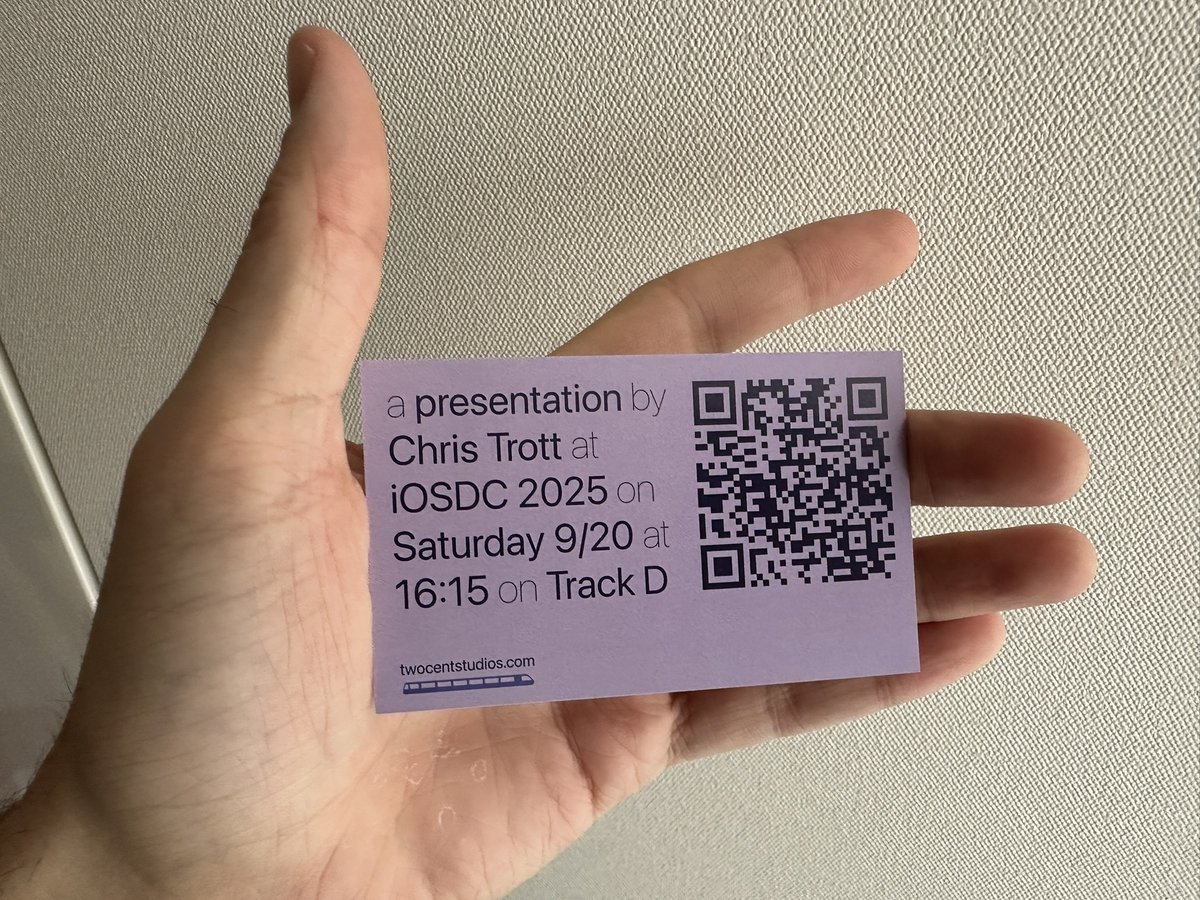 a presentation by
Chris Trott at
iOSDC 2025 on
Saturday 9/20 at
16:15 on Track D
twocentstudios.com